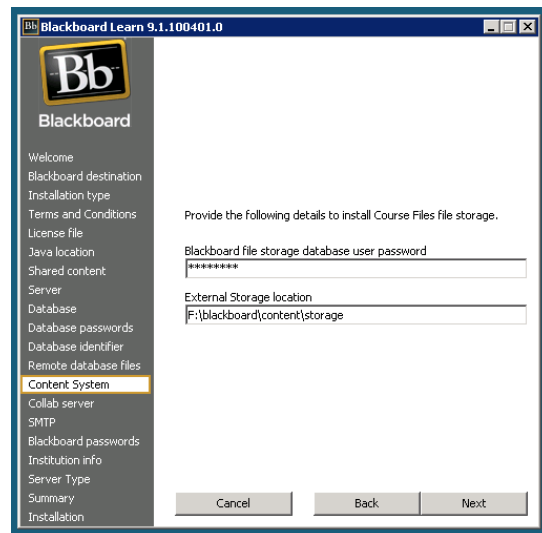 Bb Blackboard Learn 9.1.100401.0
Bb
Blackboard
Welcome
Blackboard destination
Installation type
Terms and Conditions
License file
Java location
Shared content
Server
Database
Database passwords
Database identifier
Remote database files
Content System
Collab server
SMTP
Blackboard passwords
Institution info
Server Type
Summary
Installation
Provide the following details to install Course Files file storage.
Blackboard file storage database user password
********
External Storage location
F:\blackboard\content\storage
Cancel Back Next